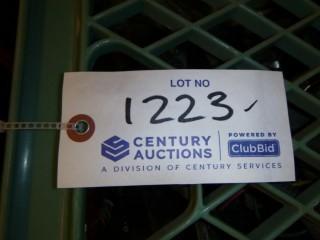 LOT NO
1223-
CENTURY
AUCTIONS
POWERED BY
ClubBid
A DIVISION OF CENTURY SERVICES